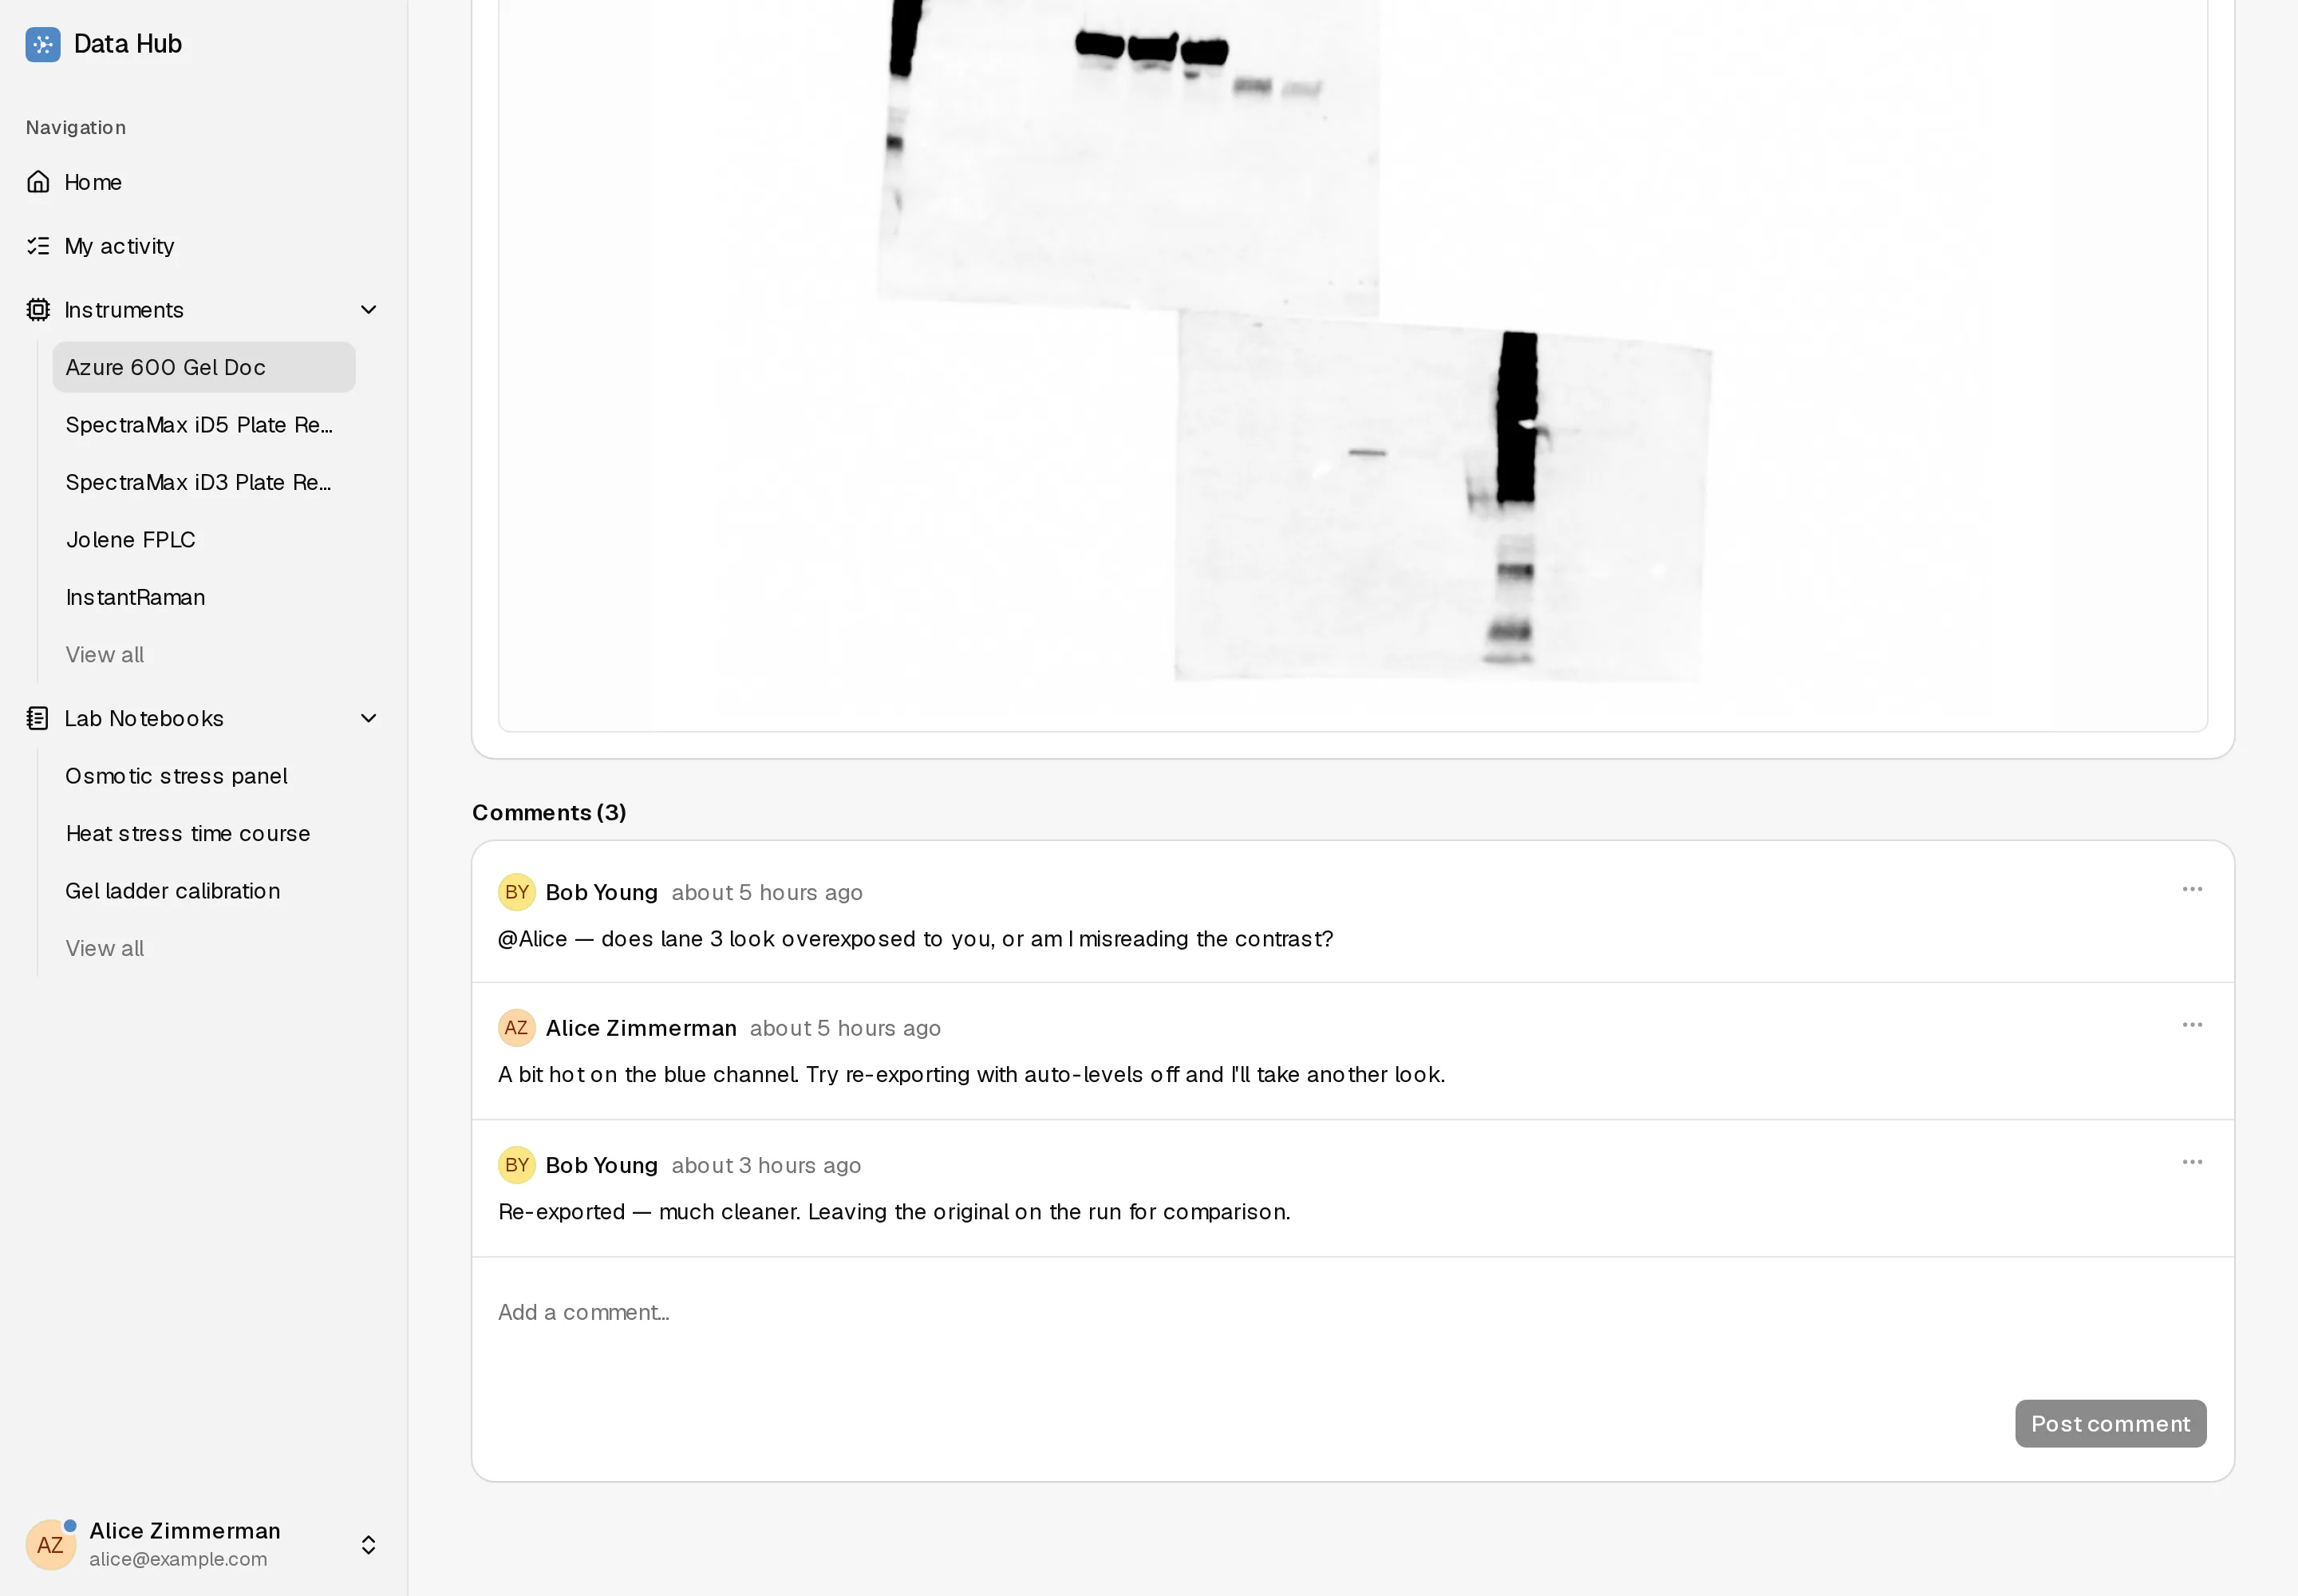 Data Hub
Navigation
Home
My activity
Instruments
Azure 600 Gel Doc
SpectraMax iD5 Plate Re...
SpectraMax iD3 Plate Re...
Jolene FPLC
InstantRaman
View all
Lab Notebooks
Osmotic stress panel
Heat stress time course
Gel ladder calibration
View all
AZ
Alice Zimmerman
alice@example.com
Comments (3)
BY Bob Young about 5 hours ago
@Alice — does lane 3 look overexposed to you, or am I misreading the contrast?
AZ Alice Zimmerman about 5 hours ago
A bit hot on the blue channel. Try re-exporting with auto-levels off and I'll take another look.
BY Bob Young about 3 hours ago
Re-exported — much cleaner. Leaving the original on the run for comparison.
Add a comment...
Post comment